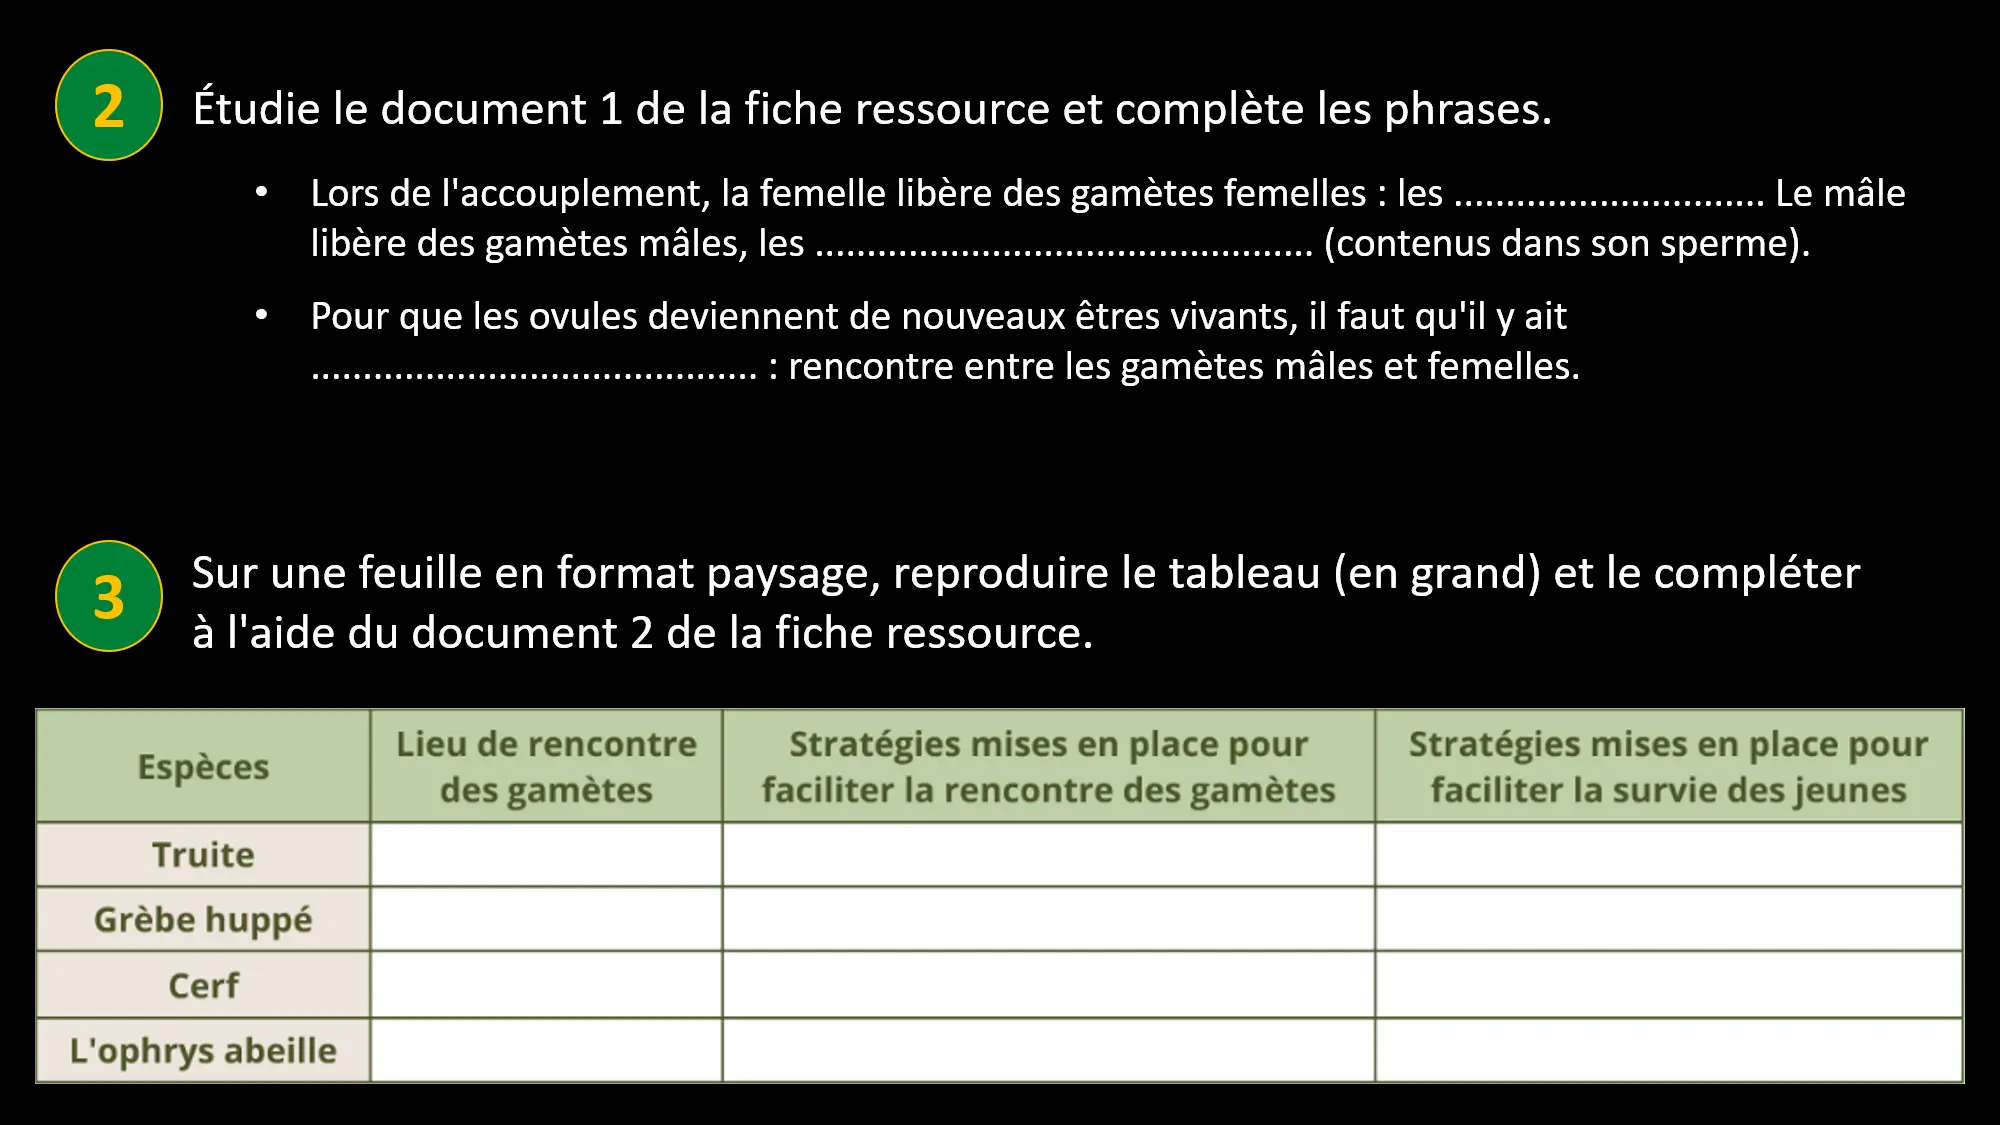 2
Étudie le document 1 de la fiche ressource et complète les phrases.
• Lors de l'accouplement, la femelle libère des gamètes femelles : les .............................. Le mâle
libère des gamètes mâles, les ................................................ (contenus dans son sperme).
• Pour que les ovules deviennent de nouveaux êtres vivants, il faut qu'il y ait
........................................... : rencontre entre les gamètes mâles et femelles.
3
Sur une feuille en format paysage, reproduire le tableau (en grand) et le compléter
à l'aide du document 2 de la fiche ressource.
Espèces
Lieu de rencontre
des gamètes
Stratégies mises en place pour
faciliter la rencontre des gamètes
Stratégies mises en place pour
faciliter la survie des jeunes
Truite
Grèbe huppé
Cerf
L'ophrys abeille